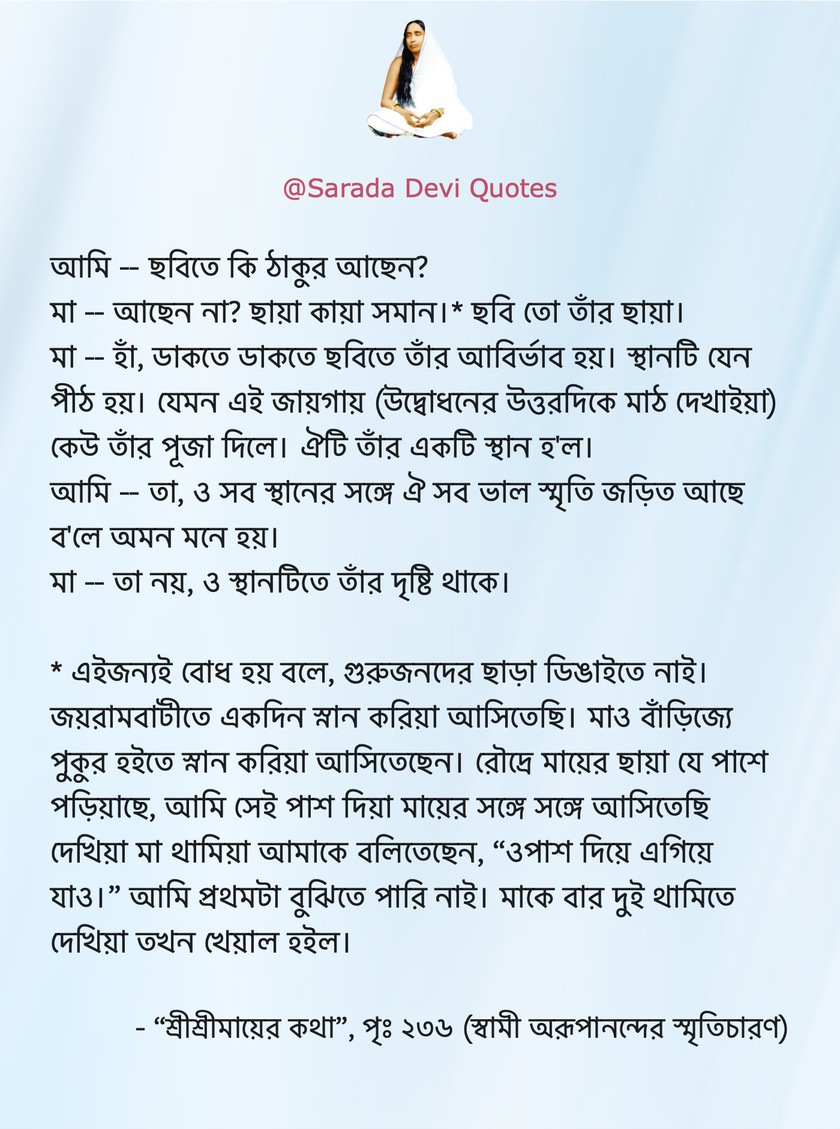 @Sarada Devi Quotes
আমি -- ছবিতে কি ঠাকুর আছেন?
মা -- আছেন না? ছায়া কায়া সমান।* ছবি তো তাঁর ছায়া।
মা -- হাঁ, ডাকতে ডাকতে ছবিতে তাঁর আবির্ভাব হয়। স্থানটি যেন
পীঠ হয়। যেমন এই জায়গায় (উদ্বোধনের উত্তরদিকে মাঠ দেখাইয়া)
কেউ তাঁর পূজা দিলে। ঐটি তাঁর একটি স্থান হ'ল।
আমি -- তা, ও সব স্থানের সঙ্গে ঐ সব ভাল স্মৃতি জড়িত আছে
ব'লে অমন মনে হয়।
মা -- তা নয়, ও স্থানটিতে তাঁর দৃষ্টি থাকে।
* এইজন্যই বোধ হয় বলে, গুরুজনদের ছাড়া ডিঙাইতে নাই।
জয়রামবাটীতে একদিন স্নান করিয়া আসিতেছি। মাও বাঁড়িজ্যে
পুকুর হইতে স্নান করিয়া আসিতেছেন। রৌদ্রে মায়ের ছায়া যে পাশে
পড়িয়াছে, আমি সেই পাশ দিয়া মায়ের সঙ্গে সঙ্গে আসিতেছি
দেখিয়া মা থামিয়া আমাকে বলিতেছেন, “ওপাশ দিয়ে এগিয়ে
যাও।” আমি প্রথমটা বুঝিতে পারি নাই। মাকে বার দুই থামিতে
দেখিয়া তখন খেয়াল হইল।
- “শ্রীশ্রীমায়ের কথা”, পৃঃ ২৩৬ (স্বামী অরূপানন্দের স্মৃতিচারণ)